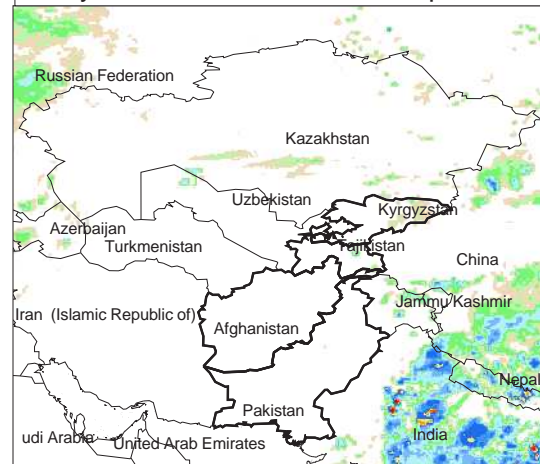 Russian Federation
Kazakhstan
Uzbekistan
Kyrgyzstan
Azerbaijan
Turkmenistan
Tajikistan
China
Iran (Islamic Republic of)
Jammu Kashmir
Afghanistan
Nepal
Pakistan
India
udi Arabia
United Arab Emirates